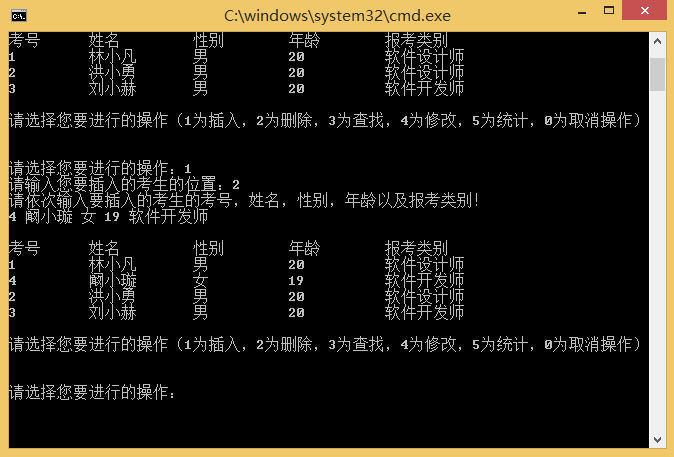 C:\windows\system32\cmd.exe
考号 姓名 性别 年龄 报考类别
1 林小凡 男 20 软件设计师
2 洪小勇 男 20 软件设计师
3 刘小赫 男 20 软件开发师
请选择您要进行的操作（1为插入，2为删除，3为查找，4为修改，5为统计，0为取消操作）
请选择您要进行的操作：1
请输入您要插入的考生的位置：2
请依次输入要插入的考生的考号，姓名，性别，年龄以及报考类别！
4 阚小璇 女 19 软件开发师
考号 姓名 性别 年龄 报考类别
1 林小凡 男 20 软件设计师
4 阚小璇 女 19 软件开发师
2 洪小勇 男 20 软件设计师
3 刘小赫 男 20 软件开发师
请选择您要进行的操作（1为插入，2为删除，3为查找，4为修改，5为统计，0为取消操作）
请选择您要进行的操作：